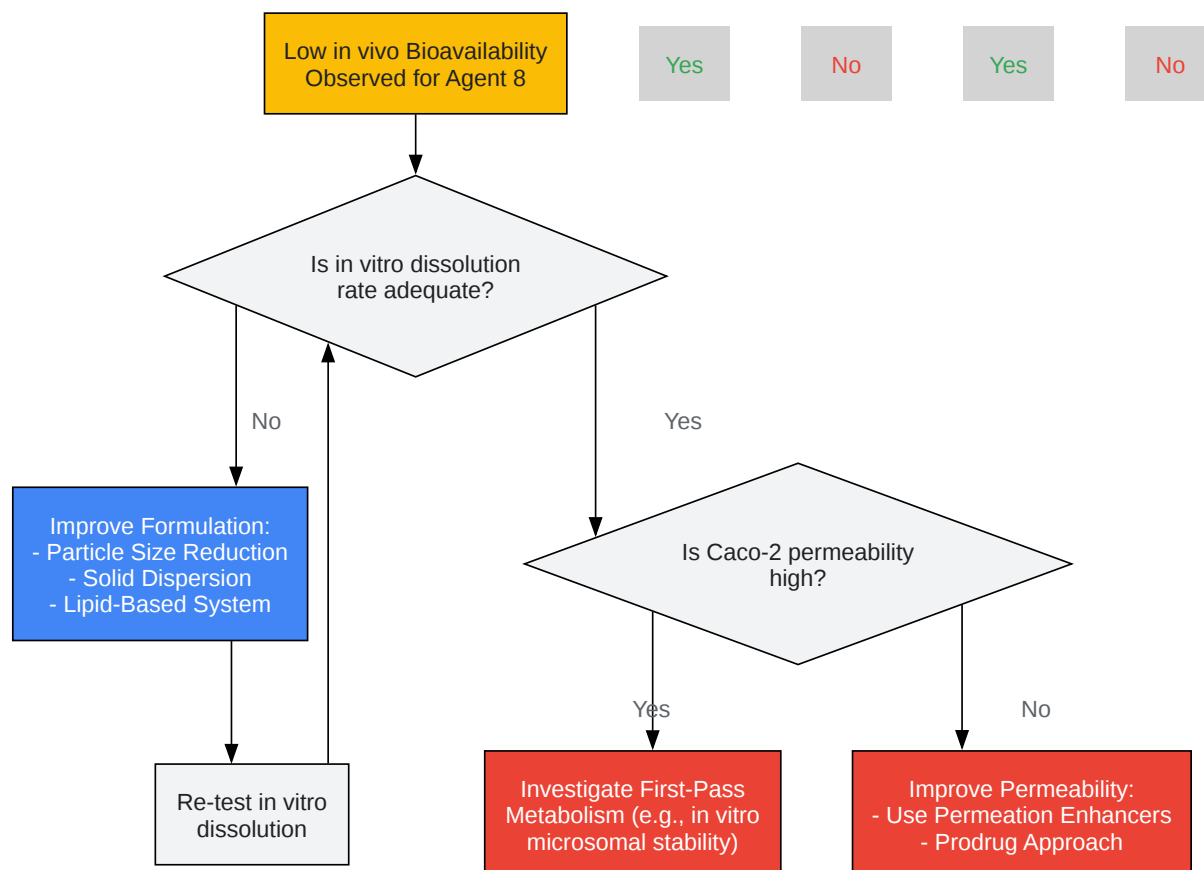 Low in vivo Bioavailability
Observed for Agent 8
Yes
No
Yes
No
Is in vitro dissolution
rate adequate?
No
Yes
Improve Formulation:
- Particle Size Reduction
- Solid Dispersion
- Lipid-Based System
Is Caco-2 permeability
high?
Yes
No
Re-test in vitro
dissolution
Investigate First-Pass
Metabolism (e.g., in vitro
microsomal stability)
Improve Permeability:
- Use Permeation Enhancers
- Prodrug Approach